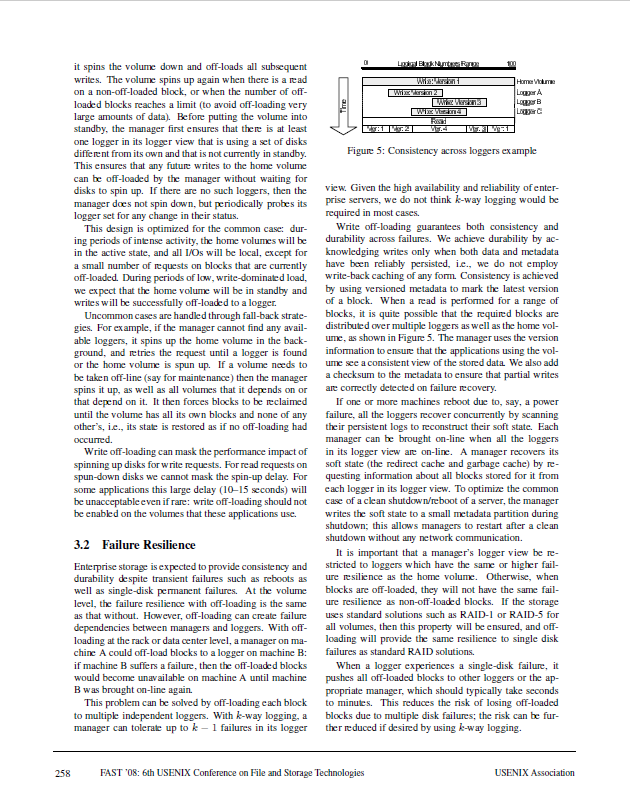 it spins the volume down and off-loads all subsequent
writes. The volume spins up again when there is a read
on a non-off-loaded block, or when the number of off-
loaded blocks reaches a limit (to avoid off-loading very
large amounts of data). Before putting the volume into
standby, the manager first ensures that there is at least
one logger in its logger view that is using a set of disks
different from its own and that is not currently in standby.
This ensures that any future writes to the home volume
can be off-loaded by the manager without waiting for
disks to spin up. If there are no such loggers, then the
manager does not spin down, but periodically probes its
logger set for any change in their status.
This design is optimized for the common case: dur-
ing periods of intense activity, the home volumes will be
in the active state, and all I/Os will be local, except for
a small number of requests on blocks that are currently
off-loaded. During periods of low, write-dominated load,
we expect that the home volume will be in standby and
writes will be successfully off-loaded to a logger.
Uncommon cases are handled through fall-back strate-
gies. For example, if the manager cannot find any avail-
able loggers, it spins up the home volume in the back-
ground, and retries the request until a logger is found
or the home volume is spun up. If a volume needs to
be taken off-line (say for maintenance) then the manager
spins it up, as well as all volumes that it depends on or
that depend on it. It then forces blocks to be reclaimed
until the volume has all its own blocks and none of any
other's, i.e., its state is restored as if no off-loading had
occurred.
Write off-loading can mask the performance impact of
spinning up disks for write requests. For read requests on
spun-down disks we cannot mask the spin-up delay. For
some applications this large delay (10–15 seconds) will
be unacceptable even if rare: write off-loading should not
be enabled on the volumes that these applications use.
3.2 Failure Resilience
Enterprise storage is expected to provide consistency and
durability despite transient failures such as reboots as
well as single-disk permanent failures. At the volume
level, the failure resilience with off-loading is the same
as that without. However, off-loading can create failure
dependencies between managers and loggers. With off-
loading at the rack or data center level, a manager on ma-
chine A could off-load blocks to a logger on machine B:
if machine B suffers a failure, then the off-loaded blocks
would become unavailable on machine A until machine
B was brought on-line again.
This problem can be solved by off-loading each block
to multiple independent loggers. With k-way logging, a
manager can tolerate up to k − 1 failures in its logger
0 Logical Block Numbers Range 100
Write: Version 1 Home Volume
Write: Version 2 Logger A
Write: Version 3 Logger B
Write: Version 4 Logger C
Time
Read
Ver. 1 Ver. 2 Ver. 4 Ver. 3 Ver. 1
Figure 5: Consistency across loggers example
view. Given the high availability and reliability of enter-
prise servers, we do not think k-way logging would be
required in most cases.
Write off-loading guarantees both consistency and
durability across failures. We achieve durability by ac-
knowledging writes only when both data and metadata
have been reliably persisted, i.e., we do not employ
write-back caching of any form. Consistency is achieved
by using versioned metadata to mark the latest version
of a block. When a read is performed for a range of
blocks, it is quite possible that the required blocks are
distributed over multiple loggers as well as the home vol-
ume, as shown in Figure 5. The manager uses the version
information to ensure that the applications using the vol-
ume see a consistent view of the stored data. We also add
a checksum to the metadata to ensure that partial writes
are correctly detected on failure recovery.
If one or more machines reboot due to, say, a power
failure, all the loggers recover concurrently by scanning
their persistent logs to reconstruct their soft state. Each
manager can be brought on-line when all the loggers
in its logger view are on-line. A manager recovers its
soft state (the redirect cache and garbage cache) by re-
questing information about all blocks stored for it from
each logger in its logger view. To optimize the common
case of a clean shutdown/reboot of a server, the manager
writes the soft state to a small metadata partition during
shutdown; this allows managers to restart after a clean
shutdown without any network communication.
It is important that a manager's logger view be re-
stricted to loggers which have the same or higher fail-
ure resilience as the home volume. Otherwise, when
blocks are off-loaded, they will not have the same fail-
ure resilience as non-off-loaded blocks. If the storage
uses standard solutions such as RAID-1 or RAID-5 for
all volumes, then this property will be ensured, and off-
loading will provide the same resilience to single disk
failures as standard RAID solutions.
When a logger experiences a single-disk failure, it
pushes all off-loaded blocks to other loggers or the ap-
propriate manager, which should typically take seconds
to minutes. This reduces the risk of losing off-loaded
blocks due to multiple disk failures; the risk can be fur-
ther reduced if desired by using k-way logging.
258 FAST '08: 6th USENIX Conference on File and Storage Technologies USENIX Association